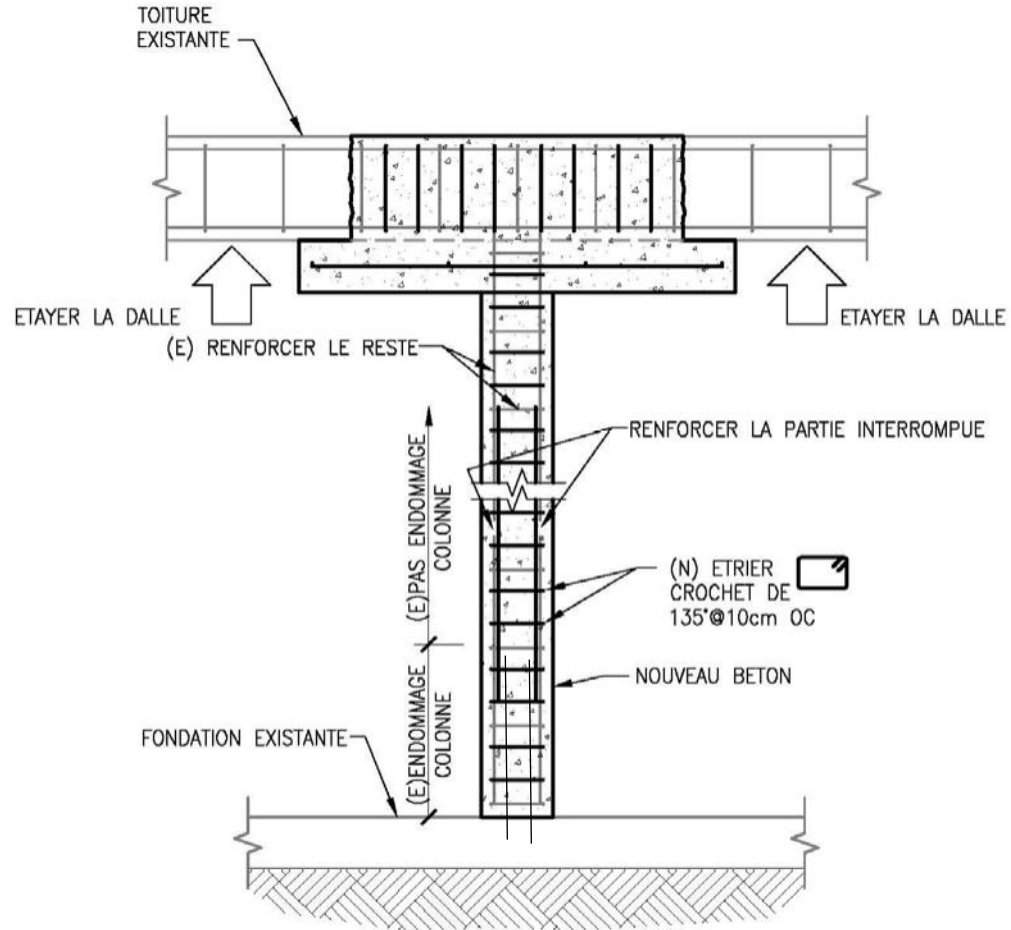 TOITURE
EXISTANTE
ETAYER LA DALLE
ETAYER LA DALLE
(E) RENFORCER LE RESTE
RENFORCER LA PARTIE INTERROMPUE
(E)PAS ENDOMMAGE
COLONNE
(N) ETRIER
CROCHET DE
135°@10cm OC
NOUVEAU BETON
(E)ENDOMMAGE
COLONNE
FONDATION EXISTANTE